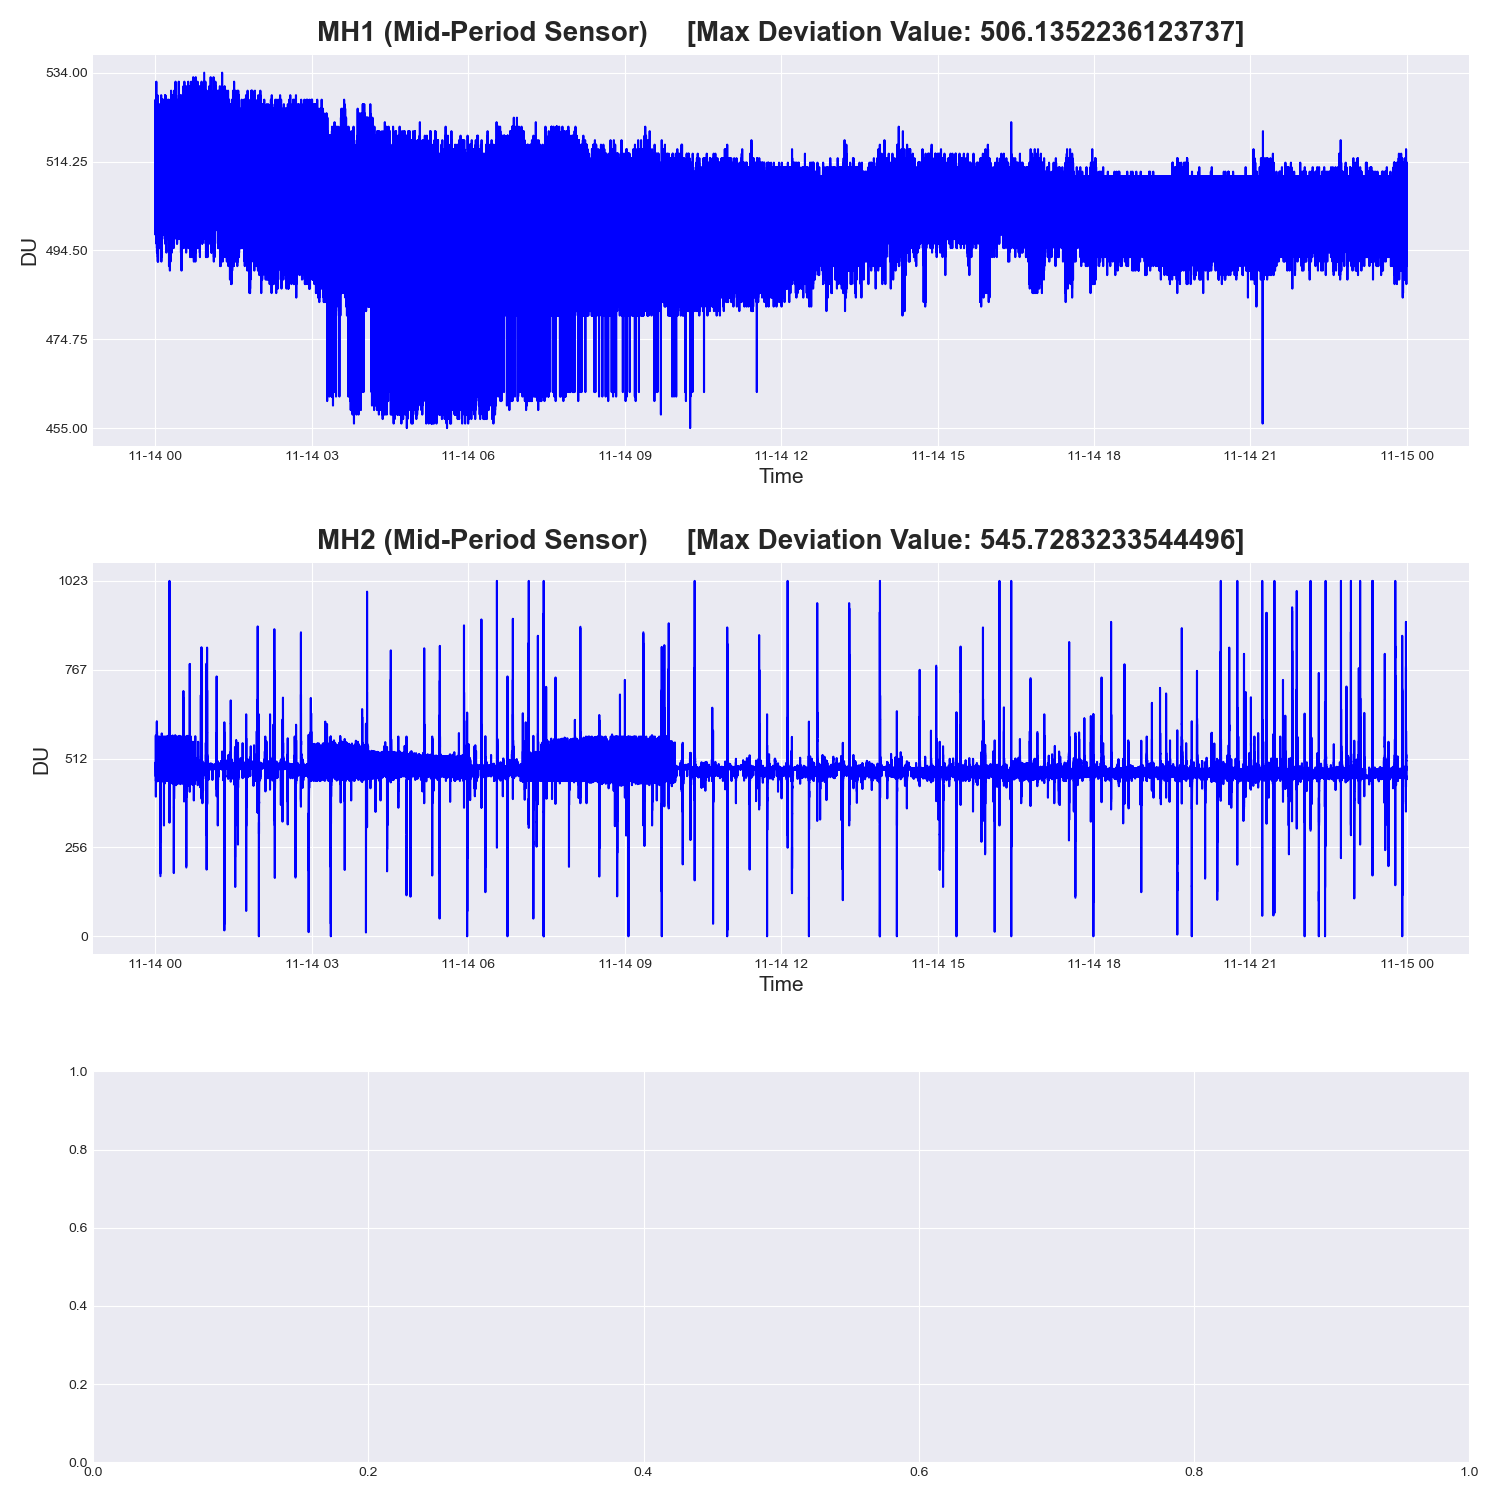 MH1 (Mid-Period Sensor) [Max Deviation Value: 506.1352236123737]
534.00
514.25
494.50
474.75
455.00
DU
11-14 00 11-14 03 11-14 06 11-14 09 11-14 12 11-14 15 11-14 18 11-14 21 11-15 00
Time
MH2 (Mid-Period Sensor) [Max Deviation Value: 545.7283233544496]
1023
767
512
256
0
DU
11-14 00 11-14 03 11-14 06 11-14 09 11-14 12 11-14 15 11-14 18 11-14 21 11-15 00
Time
1.0
0.8
0.6
0.4
0.2
0.0
0.0 0.2 0.4 0.6 0.8 1.0